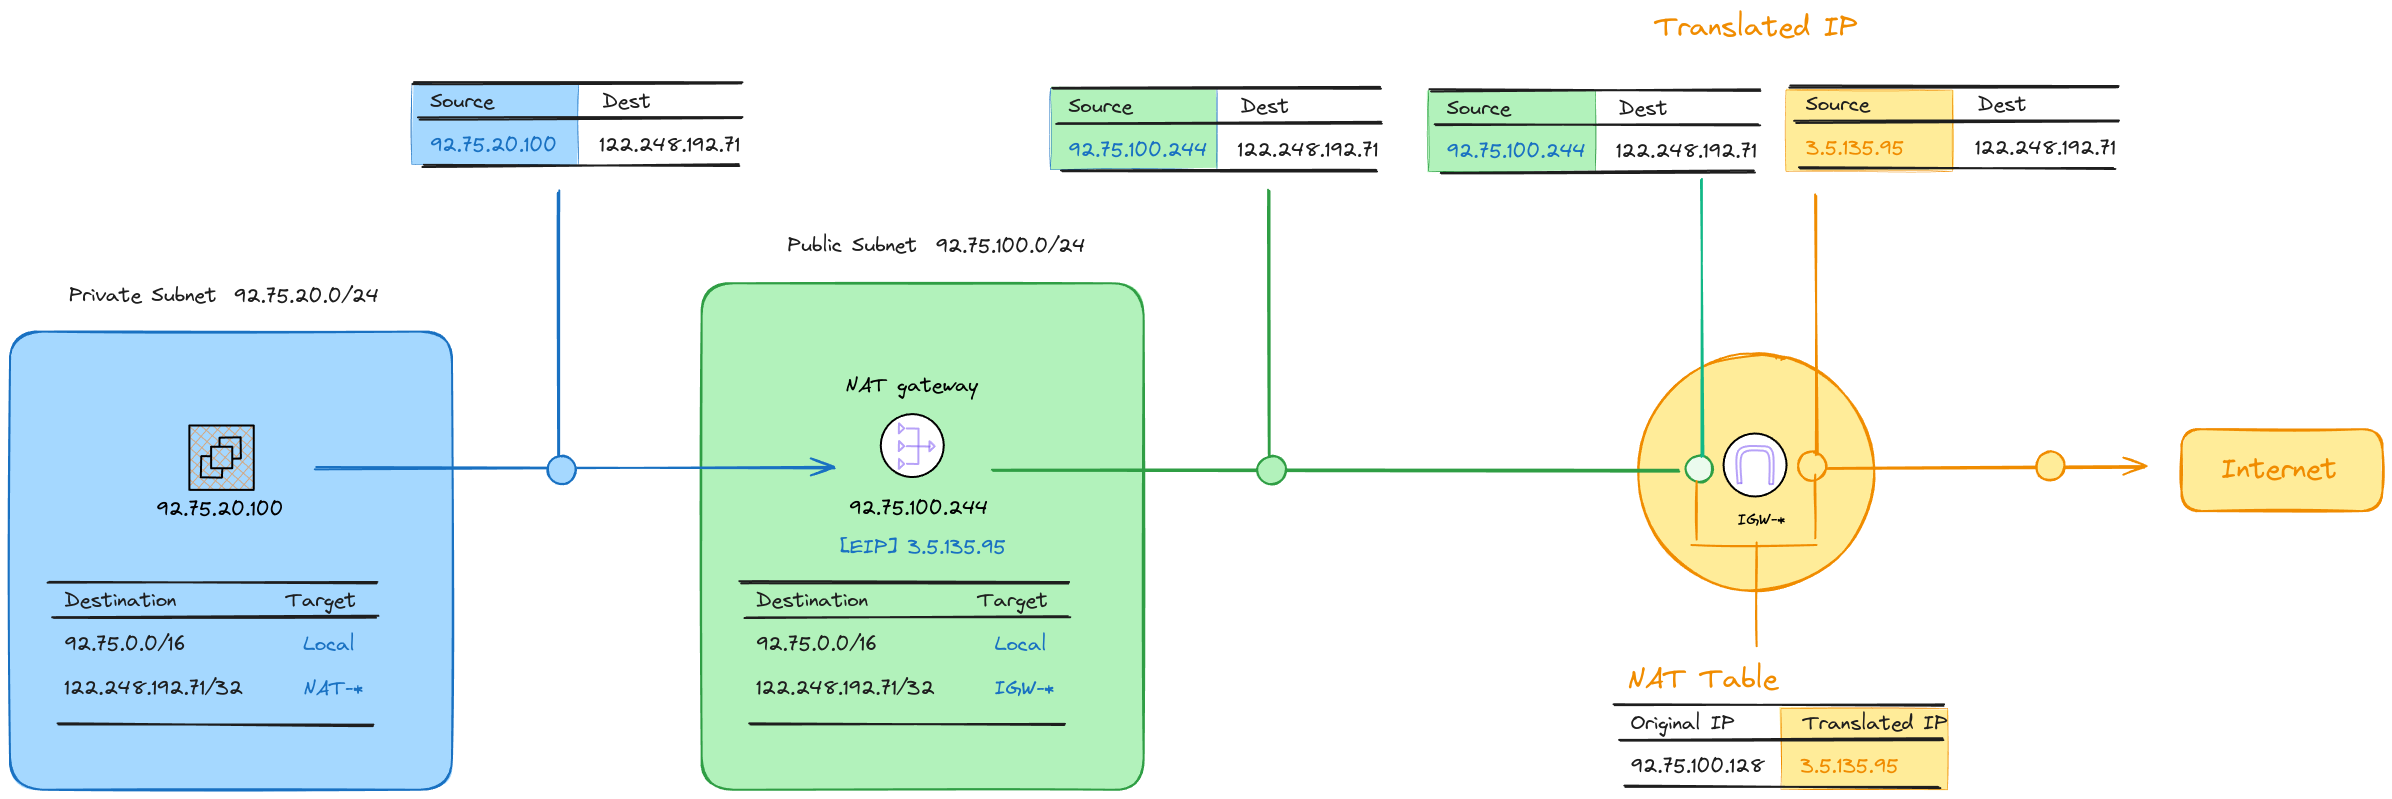 Translated IP
Source Dest
92.75.20.100 122.248.192.71
Source Dest
92.75.100.244 122.248.192.71
Source Dest
92.75.100.244 122.248.192.71
Source Dest
3.5.135.95 122.248.192.71
Private Subnet 92.75.20.0/24
92.75.20.100
Destination Target
92.75.0.0/16 Local
122.248.192.71/32 NAT-*
Public Subnet 92.75.100.0/24
NAT gateway
92.75.100.244
[EIP] 3.5.135.95
Destination Target
92.75.0.0/16 Local
122.248.192.71/32 IGW-*
IGW-*
Internet
NAT Table
Original IP Translated IP
92.75.100.128 3.5.135.95